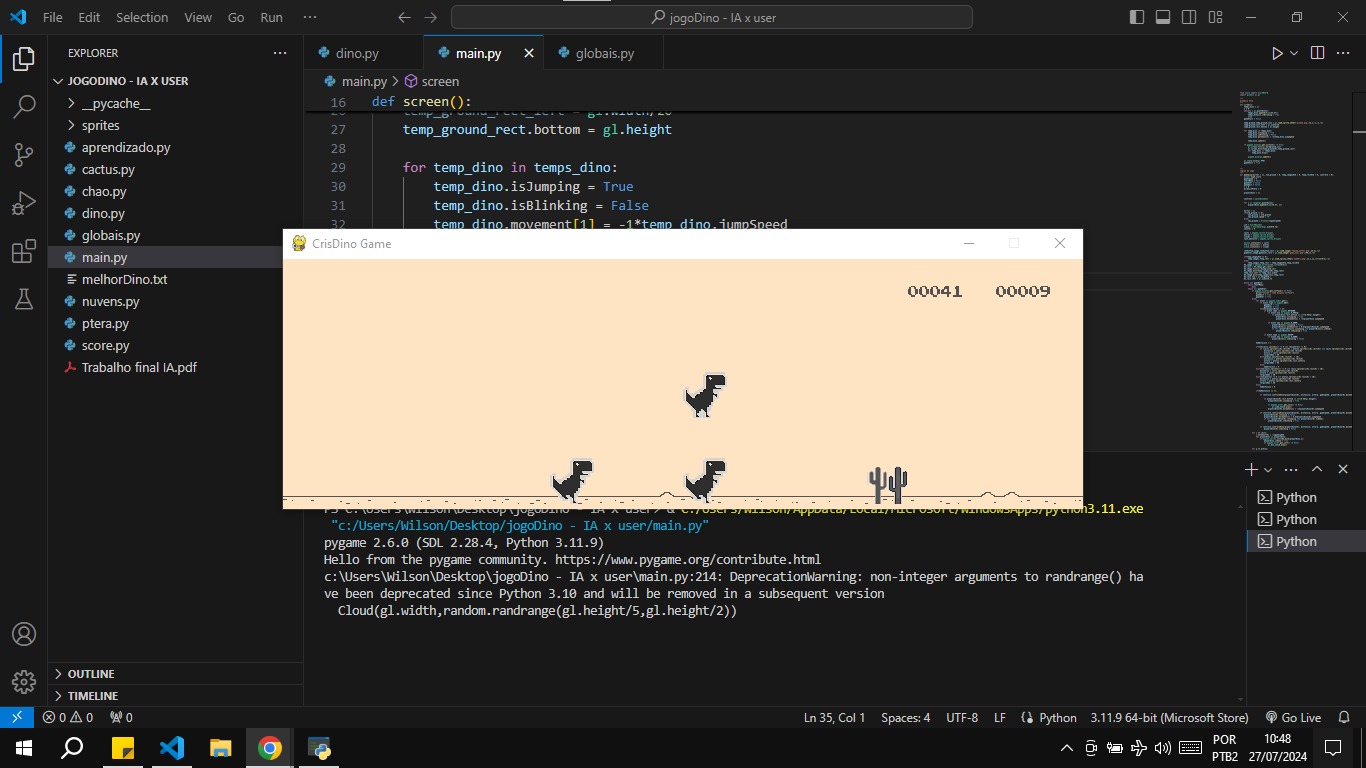 File Edit Selection View Go Run ··· jogoDino - IA x user
EXPLORER ···
JOGODINO - IA X USER
__pycache__
sprites
aprendizado.py
cactus.py
chao.py
dino.py
globais.py
main.py
melhorDino.txt
nuvens.py
ptera.py
score.py
Trabalho final IA.pdf
OUTLINE
TIMELINE
dino.py main.py globais.py
main.py > screen
16 def screen():
27 temp_ground_rect.bottom = gl.height
28
29 for temp_dino in temps_dino:
30 temp_dino.isJumping = True
31 temp_dino.isBlinking = False
32 temp_dino.movement[1] = -1*temp_dino.jumpSpeed
CrisDino Game
00041 00009
PS C:\Users\Wilson\Desktop\jogoDino - IA x user> & C:/Users/Wilson/AppData/Local/Microsoft/WindowsApps/python3.11.exe
"c:/Users/Wilson/Desktop/jogoDino - IA x user/main.py"
pygame 2.6.0 (SDL 2.28.4, Python 3.11.9)
Hello from the pygame community. https://www.pygame.org/contribute.html
c:\Users\Wilson\Desktop\jogoDino - IA x user\main.py:214: DeprecationWarning: non-integer arguments to randrange() ha
ve been deprecated since Python 3.10 and will be removed in a subsequent version
Cloud(gl.width,random.randrange(gl.height/5,gl.height/2))
Python
Python
Python
0 0 0 Ln 35, Col 1 Spaces: 4 UTF-8 LF Python 3.11.9 64-bit (Microsoft Store) Go Live
POR
PTB2
10:48
27/07/2024